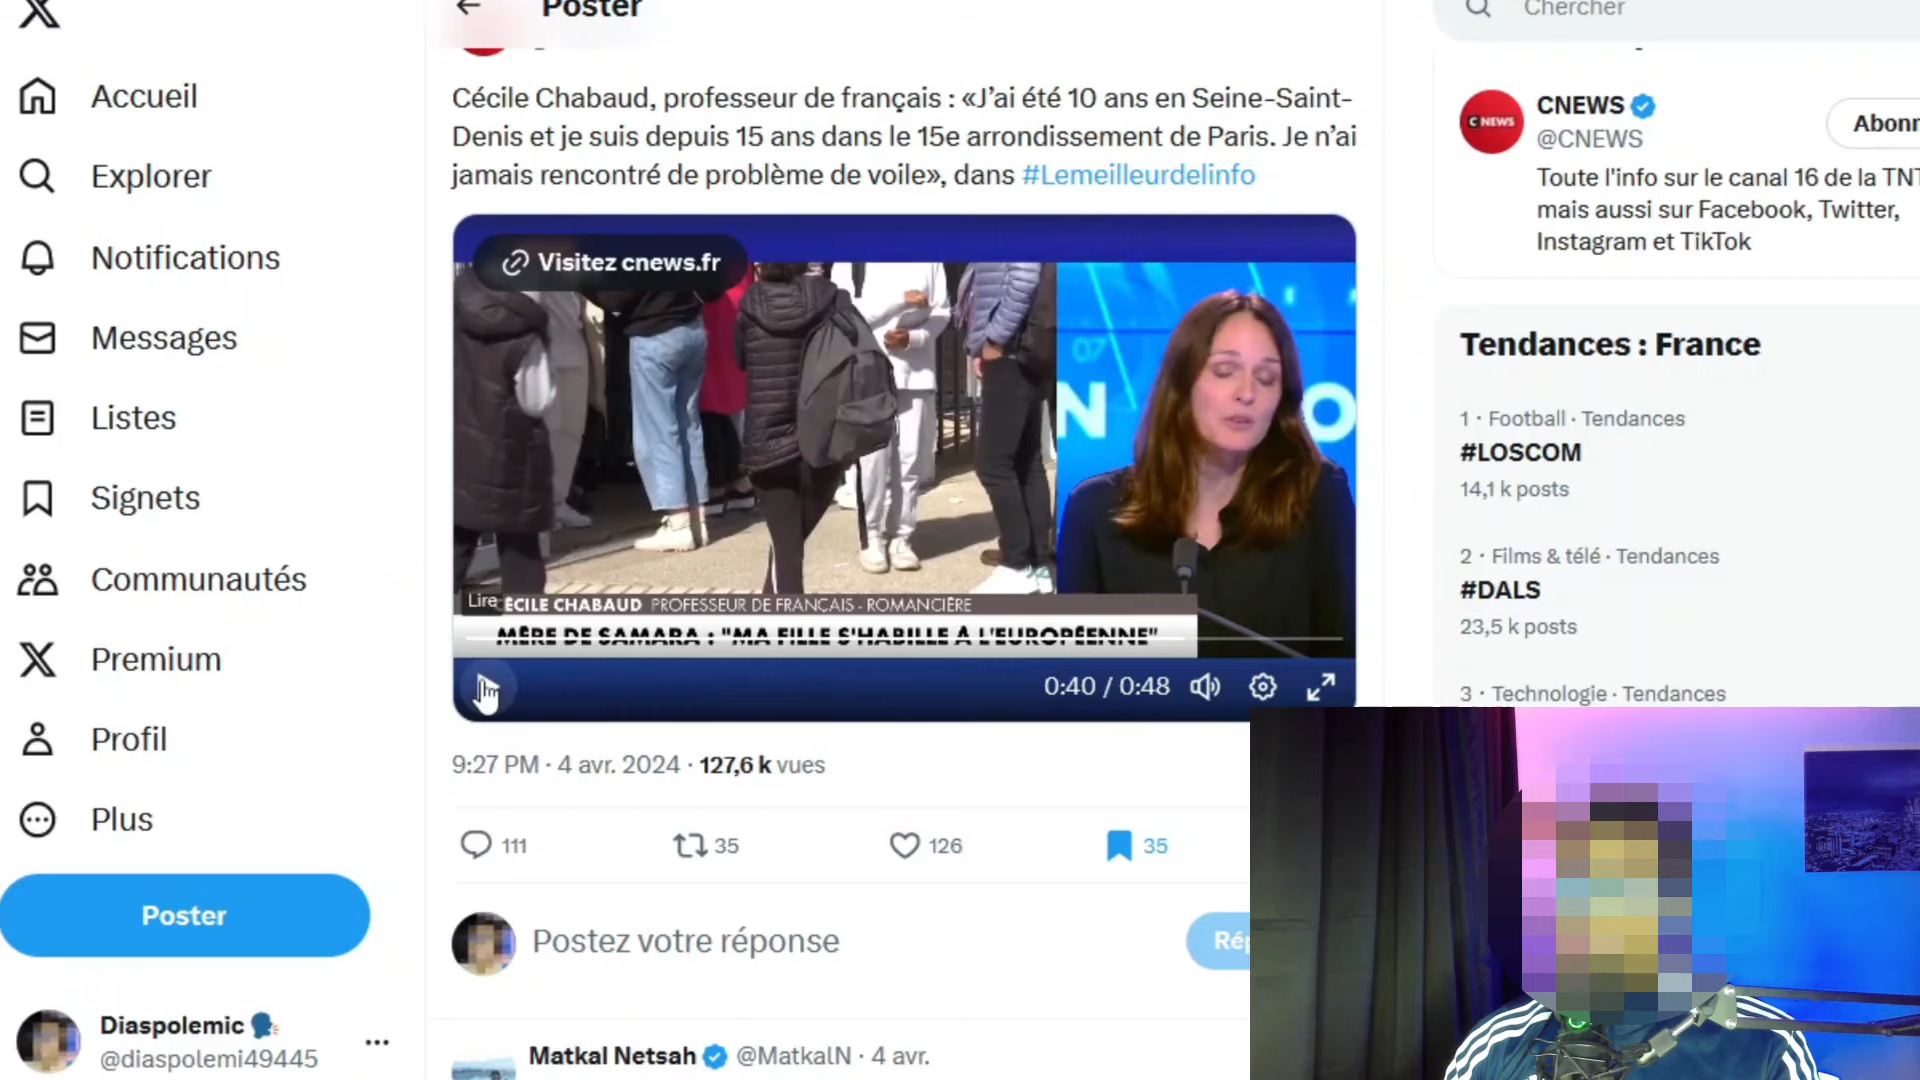 Poster
Chercher
Accueil
Explorer
Notifications
Messages
Listes
Signets
Communautés
Premium
Profil
Plus
Poster
Diaspolemic
@diaspolemi49445
Cécile Chabaud, professeur de français : «J’ai été 10 ans en Seine-Saint-
Denis et je suis depuis 15 ans dans le 15e arrondissement de Paris. Je n’ai
jamais rencontré de problème de voile», dans #Lemeilleurdelinfo
Visitez cnews.fr
07
N O
Lire
ÉCILE CHABAUD PROFESSEUR DE FRANÇAIS - ROMANCIÈRE
MÈRE DE SAMARA : "MA FILLE S'HABILLE À L'EUROPÉENNE"
0:40 / 0:48
9:27 PM · 4 avr. 2024 · 127,6 k vues
111 35 126 35
Postez votre réponse
Rép
Matkal Netsah @MatkalN · 4 avr.
C NEWS
CNEWS
@CNEWS
Abonn
Toute l'info sur le canal 16 de la TNT
mais aussi sur Facebook, Twitter,
Instagram et TikTok
Tendances : France
1 · Football · Tendances
#LOSCOM
14,1 k posts
2 · Films & télé · Tendances
#DALS
23,5 k posts
3 · Technologie · Tendances